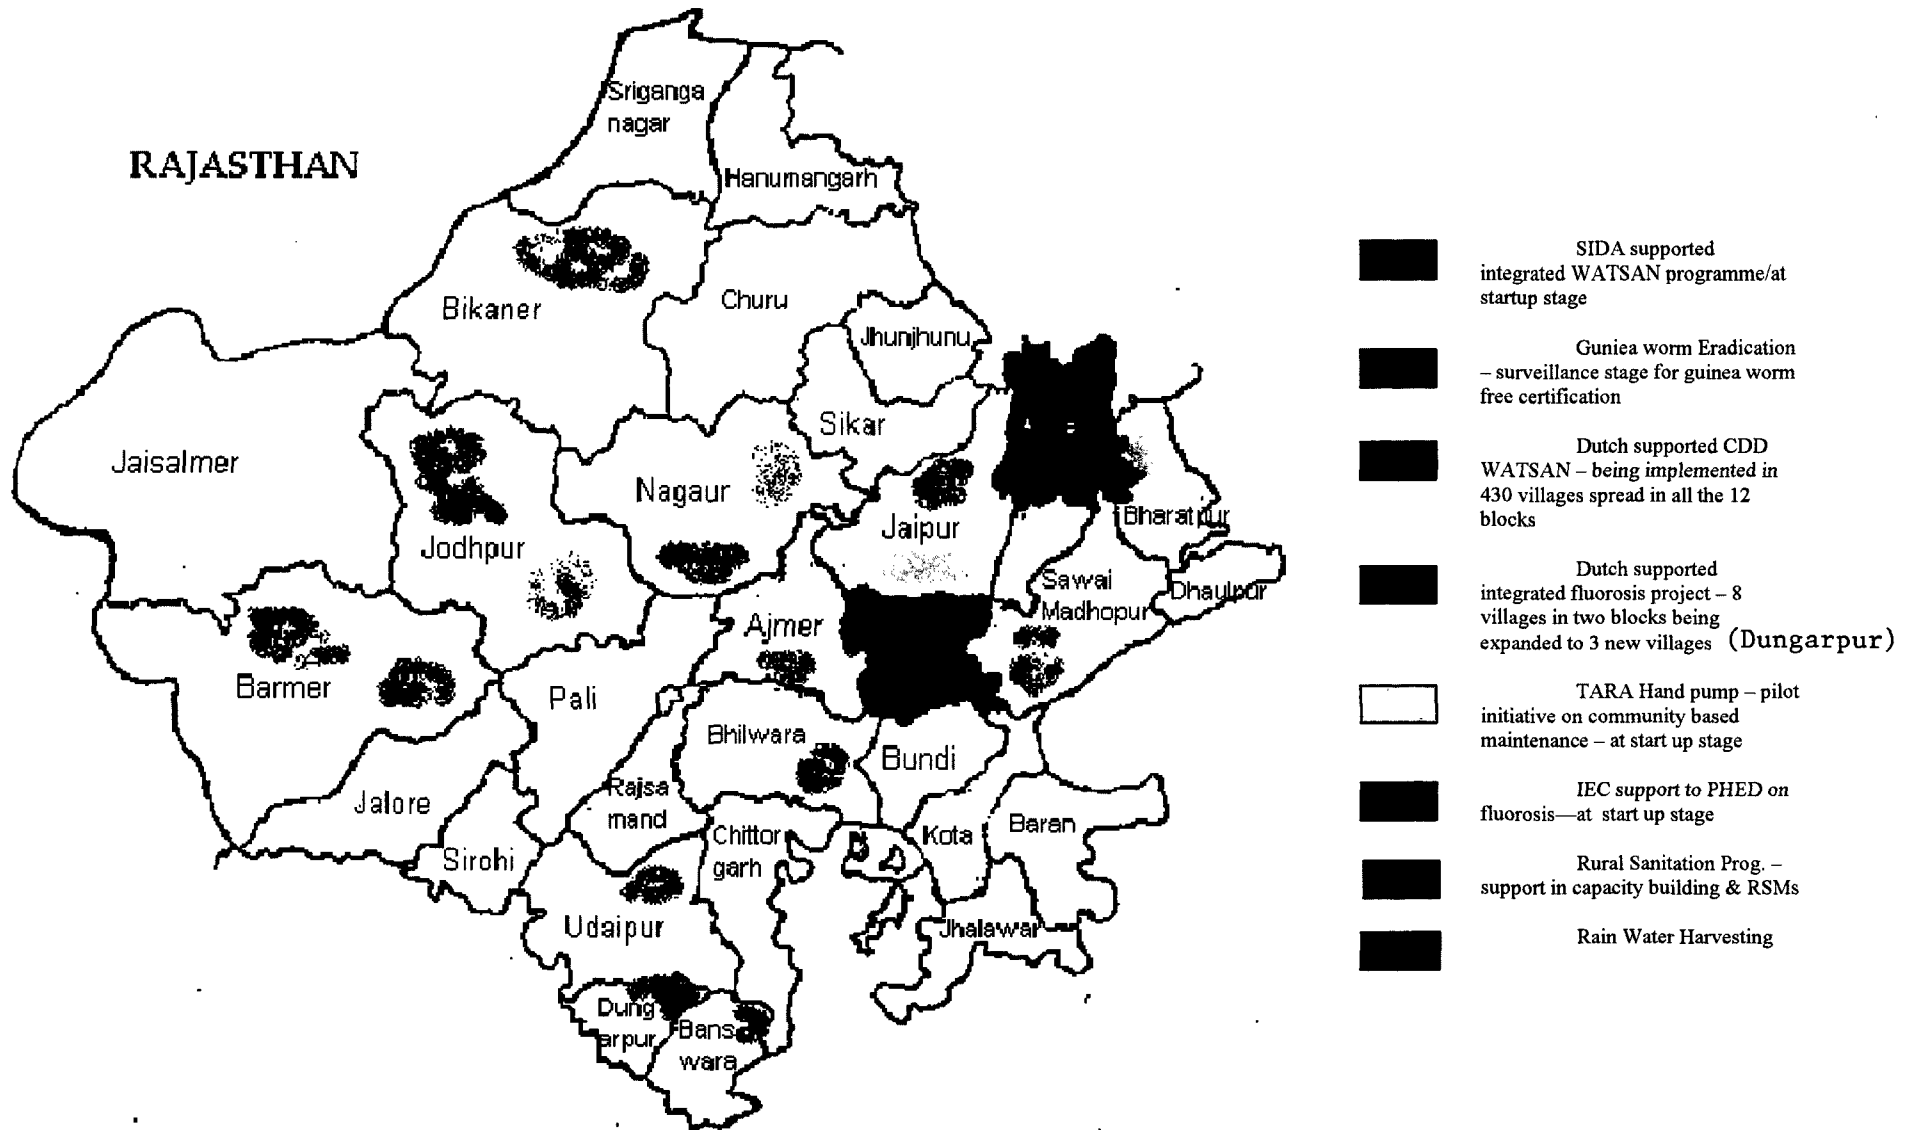 RAJASTHAN
Sriganga
nagar
Hanumangarh
Bikaner
Churu
Jhunjhunu
Sikar
Jaisalmer
Nagaur
Jodhpur
Jaipur
Bharatpur
Sawai
Madhopur
Dhaulpur
Ajmer
Barmer
Pali
Bhilwara
Bundi
Rajsa
mand
Jalore
Chittor
garh
Kota
Baran
Sirohi
Udaipur
Jhalawar
Dung
arpur
Bans
wara
SIDA supported
integrated WATSAN programme/at
startup stage
Guniea worm Eradication
– surveillance stage for guinea worm
free certification
Dutch supported CDD
WATSAN – being implemented in
430 villages spread in all the 12
blocks
Dutch supported
integrated fluorosis project – 8
villages in two blocks being
expanded to 3 new villages (Dungarpur)
TARA Hand pump – pilot
initiative on community based
maintenance – at start up stage
IEC support to PHED on
fluorosis—at start up stage
Rural Sanitation Prog. –
support in capacity building & RSMs
Rain Water Harvesting